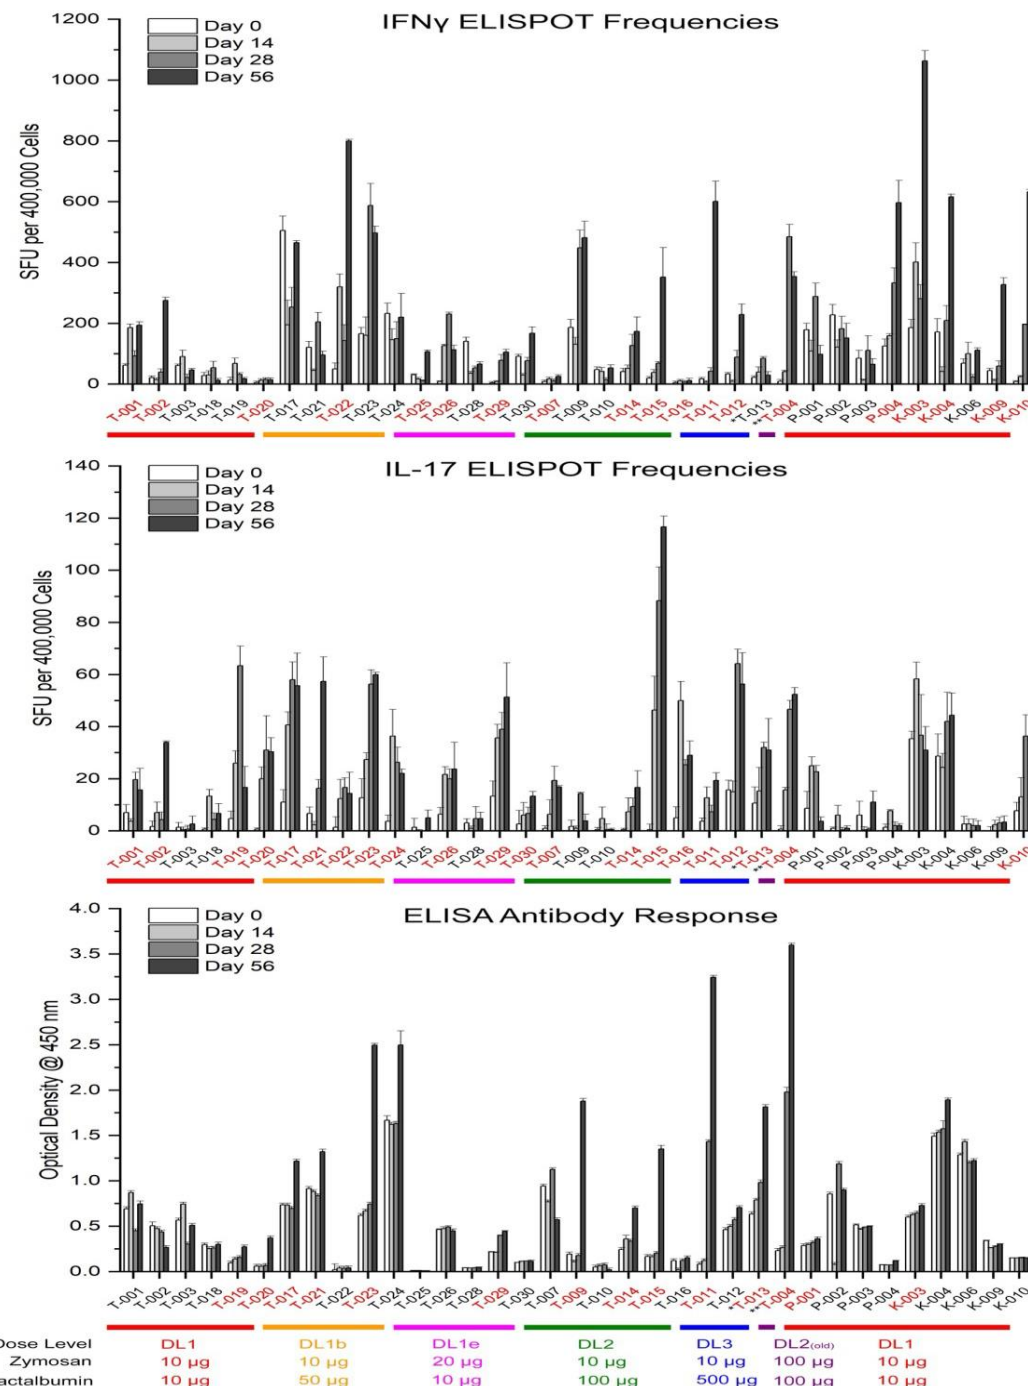 IFNγ ELISPOT Frequencies
Day 0
Day 14
Day 28
Day 56
SFU per 400,000 Cells
1200
1000
800
600
400
200
0
T-001 T-002 T-003 T-018 T-019 T-020 T-017 T-021 T-022 T-023 T-024 T-025 T-026 T-028 T-029 T-030 T-007 T-009 T-010 T-014 T-015 T-016 T-011 T-012 *T-013 **T-004 P-001 P-002 P-003 P-004 K-003 K-004 K-006 K-009 K-010
IL-17 ELISPOT Frequencies
Day 0
Day 14
Day 28
Day 56
SFU per 400,000 Cells
140
120
100
80
60
40
20
0
T-001 T-002 T-003 T-018 T-019 T-020 T-017 T-021 T-022 T-023 T-024 T-025 T-026 T-028 T-029 T-030 T-007 T-009 T-010 T-014 T-015 T-016 T-011 T-012 *T-013 **T-004 P-001 P-002 P-003 P-004 K-003 K-004 K-006 K-009 K-010
ELISA Antibody Response
Day 0
Day 14
Day 28
Day 56
Optical Density @ 450 nm
4.0
3.5
3.0
2.5
2.0
1.5
1.0
0.5
0.0
T-001 T-002 T-003 T-018 T-019 T-020 T-017 T-021 T-022 T-023 T-024 T-025 T-026 T-028 T-029 T-030 T-007 T-009 T-010 T-014 T-015 T-016 T-011 T-012 *T-013 **T-004 P-001 P-002 P-003 P-004 K-003 K-004 K-006 K-009 K-010
ose Level DL1 DL1b DL1e DL2 DL3 DL2(old) DL1
Zymosan 10 µg 10 µg 20 µg 10 µg 10 µg 100 µg 10 µg
actalbumin 10 µg 50 µg 10 µg 100 µg 500 µg 100 µg 10 µg